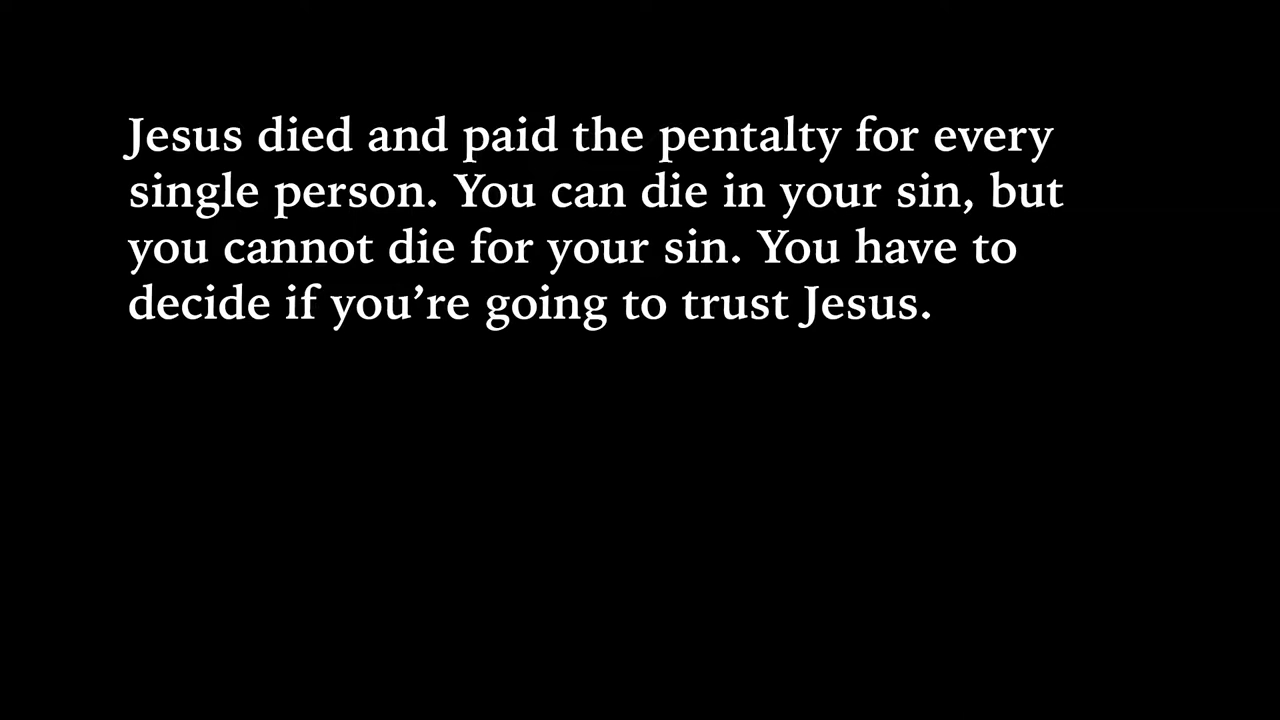 Jesus died and paid the pentalty for every
single person. You can die in your sin, but
you cannot die for your sin. You have to
decide if you’re going to trust Jesus.